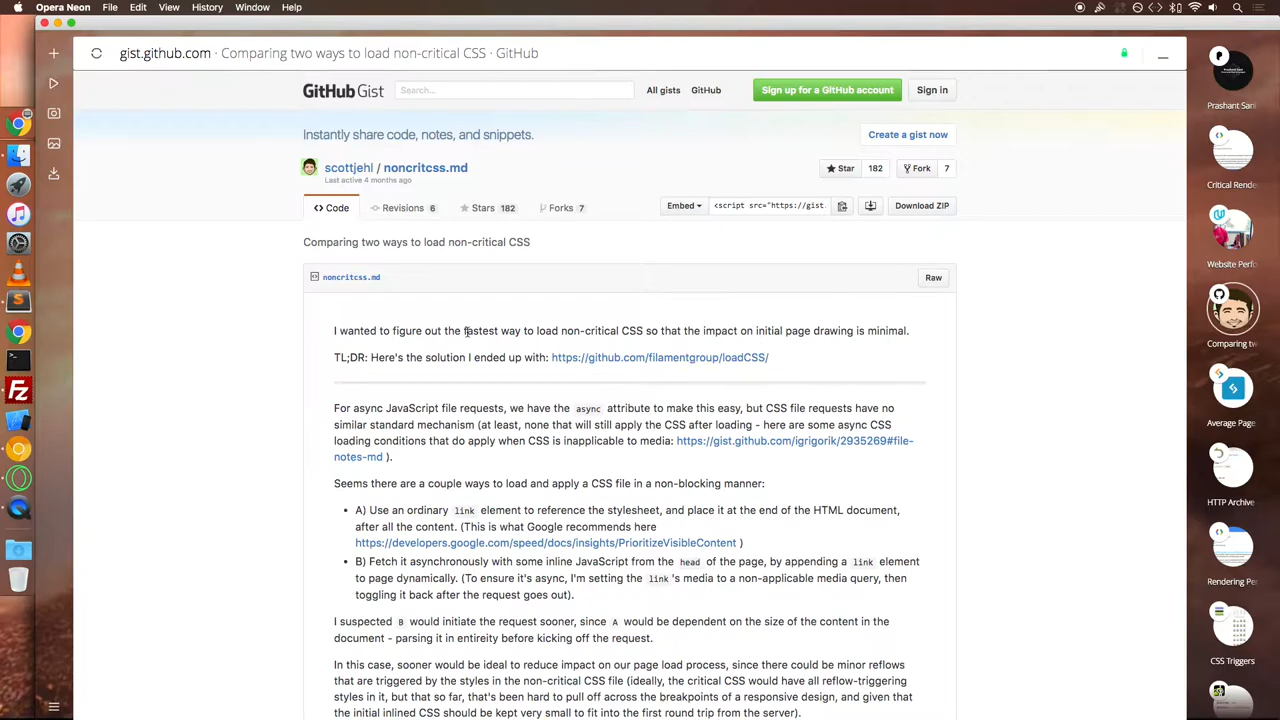 Opera Neon File Edit View History Window Help
gist.github.com · Comparing two ways to load non-critical CSS · GitHub
GitHub Gist
Search...
All gists GitHub
Sign up for a GitHub account
Sign in
Instantly share code, notes, and snippets.
Create a gist now
scottjehl / noncritcss.md
Last active 4 months ago
Star 182
Fork 7
Code
Revisions 6
Stars 182
Forks 7
Embed
<script src="https://gist.
Download ZIP
Comparing two ways to load non-critical CSS
noncritcss.md
Raw
I wanted to figure out the fastest way to load non-critical CSS so that the impact on initial page drawing is minimal.
TL;DR: Here's the solution I ended up with: https://github.com/filamentgroup/loadCSS/
For async JavaScript file requests, we have the async attribute to make this easy, but CSS file requests have no
similar standard mechanism (at least, none that will still apply the CSS after loading - here are some async CSS
loading conditions that do apply when CSS is inapplicable to media: https://gist.github.com/igrigorik/2935269#file-
notes-md ).
Seems there are a couple ways to load and apply a CSS file in a non-blocking manner:
• A) Use an ordinary link element to reference the stylesheet, and place it at the end of the HTML document,
after all the content. (This is what Google recommends here
https://developers.google.com/speed/docs/insights/PrioritizeVisibleContent )
• B) Fetch it asynchronously with some inline JavaScript from the head of the page, by appending a link element
to page dynamically. (To ensure it's async, I'm setting the link's media to a non-applicable media query, then
toggling it back after the request goes out).
I suspected B would initiate the request sooner, since A would be dependent on the size of the content in the
document - parsing it in entireity before kicking off the request.
In this case, sooner would be ideal to reduce impact on our page load process, since there could be minor reflows
that are triggered by the styles in the non-critical CSS file (ideally, the critical CSS would have all reflow-triggering
styles in it, but that so far, that's been hard to pull off across the breakpoints of a responsive design, and given that
the initial inlined CSS should be kept very small to fit into the first round trip from the server).
Prashant Sani
Critical Rende
Website Perfo
Comparing tw
Average Page
HTTP Archive
Rendering Per
CSS Triggers